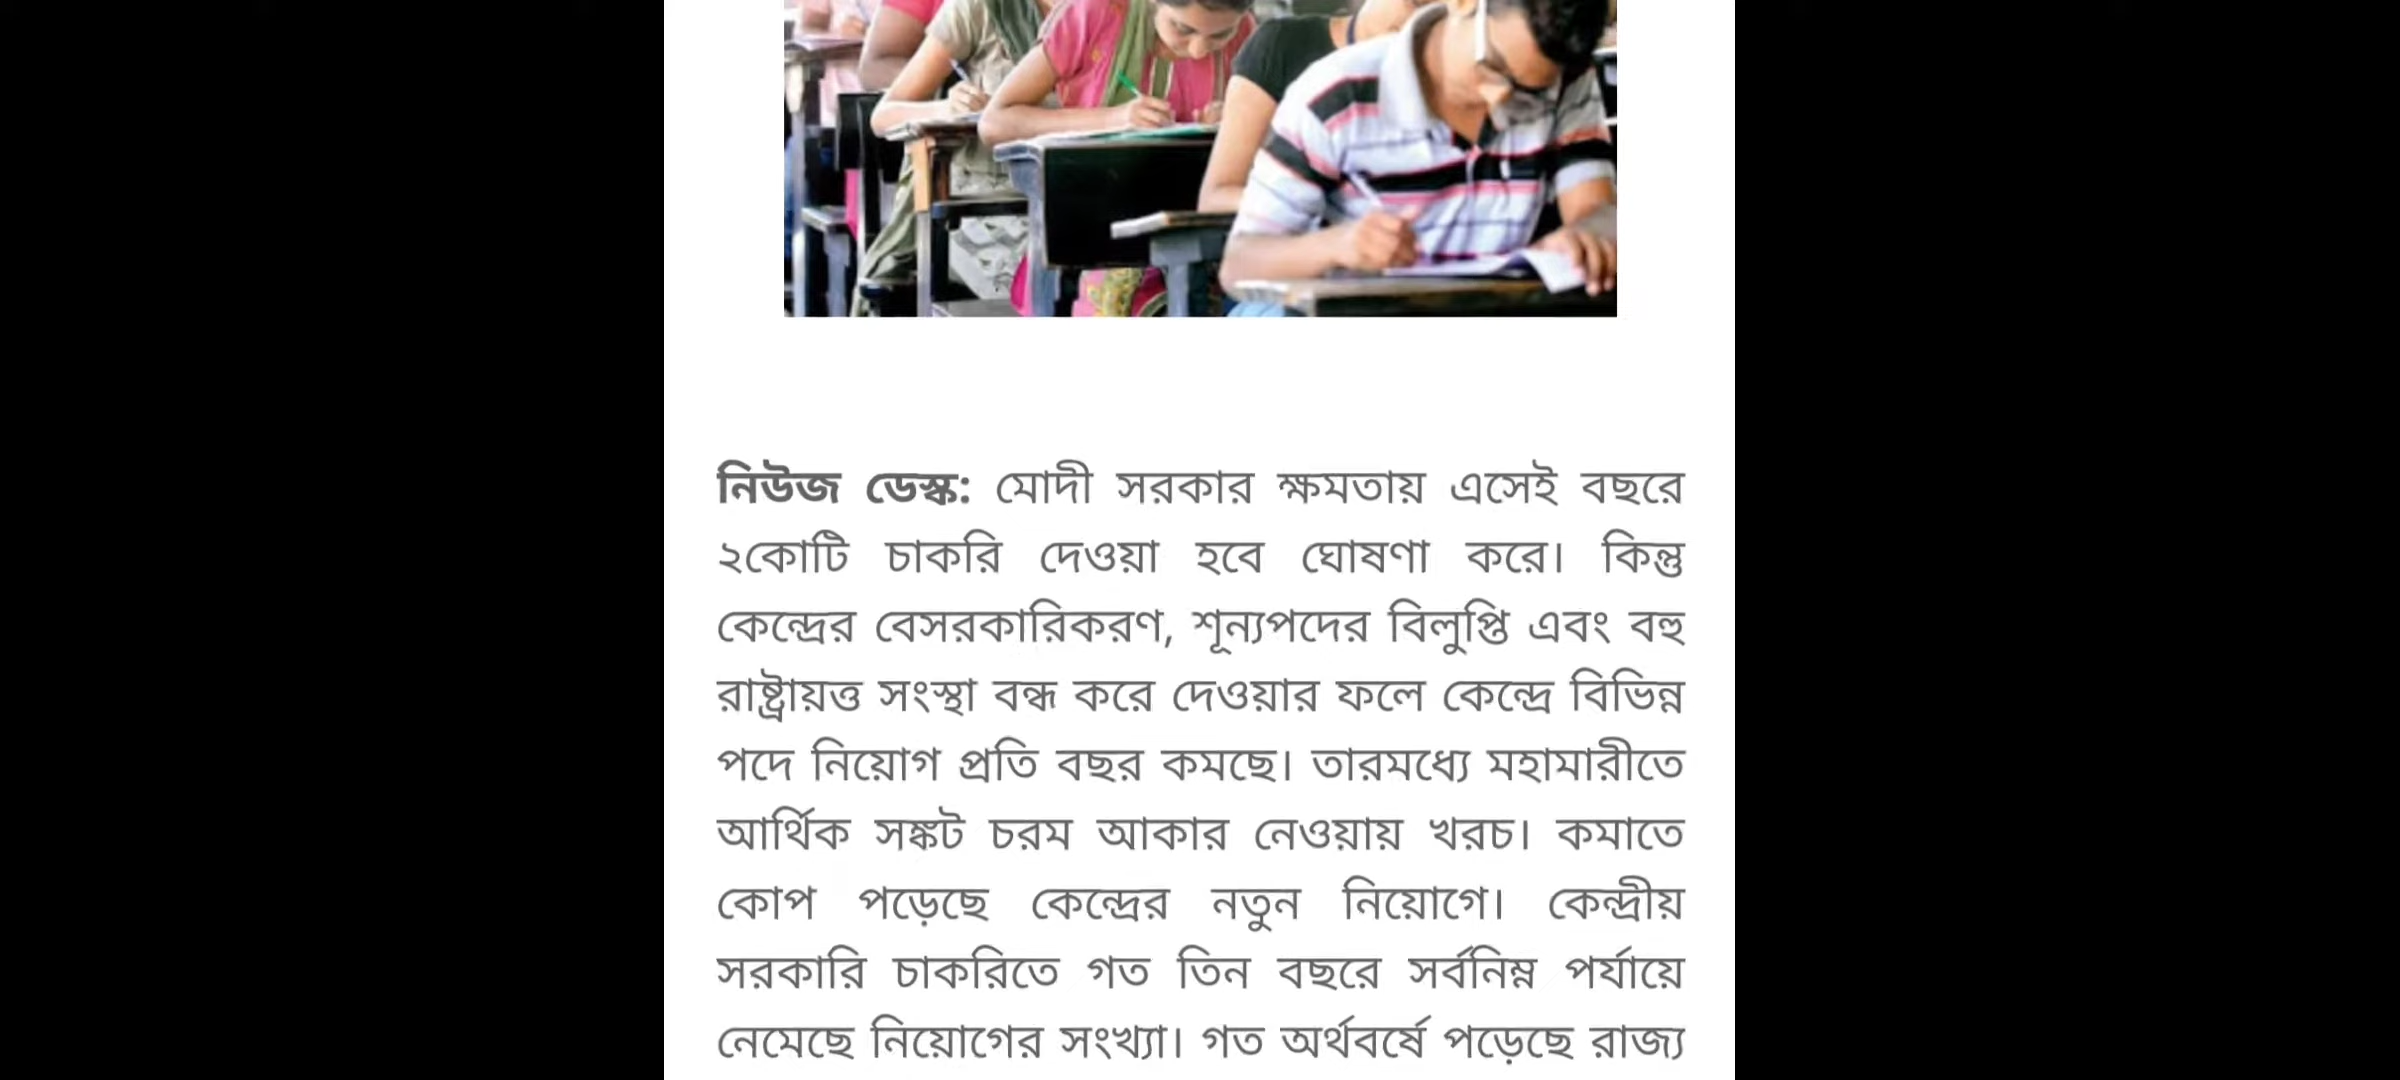 নিউজ ডেস্ক: মোদী সরকার ক্ষমতায় এসেই বছরে
২কোটি চাকরি দেওয়া হবে ঘোষণা করে। কিন্তু
কেন্দ্রের বেসরকারিকরণ, শূন্যপদের বিলুপ্তি এবং বহু
রাষ্ট্রায়ত্ত সংস্থা বন্ধ করে দেওয়ার ফলে কেন্দ্রে বিভিন্ন
পদে নিয়োগ প্রতি বছর কমছে। তারমধ্যে মহামারীতে
আর্থিক সঙ্কট চরম আকার নেওয়ায় খরচ। কমাতে
কোপ পড়েছে কেন্দ্রের নতুন নিয়োগে। কেন্দ্রীয়
সরকারি চাকরিতে গত তিন বছরে সর্বনিম্ন পর্যায়ে
নেমেছে নিয়োগের সংখ্যা। গত অর্থবর্ষে পড়েছে রাজ্য